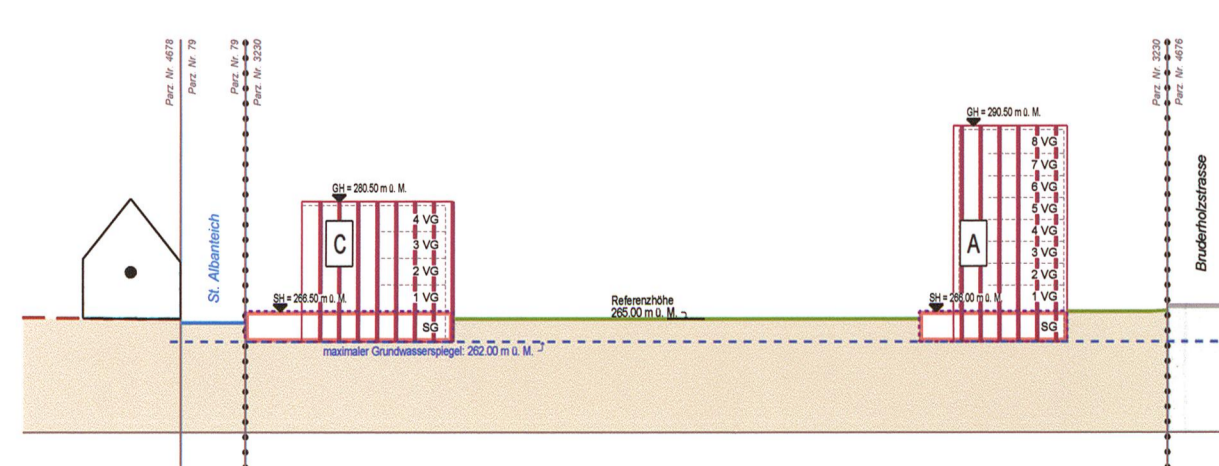 Parz. Nr. 4678
Parz. Nr. 79
Parz. Nr. 79
Parz. Nr. 3230
Parz. Nr. 3230
Parz. Nr. 4676
GH = 290.50 m ü. M.
8 VG
7 VG
6 VG
5 VG
4 VG
3 VG
2 VG
1 VG
SG
A
SH = 266.00 m ü. M.
Bruderholzstrasse
GH = 280.50 m ü. M.
4 VG
3 VG
2 VG
1 VG
SG
C
SH = 266.50 m ü. M.
St. Albanteich
Referenzhöhe
265.00 m ü. M.
maximaler Grundwasserspiegel: 262.00 m ü. M.